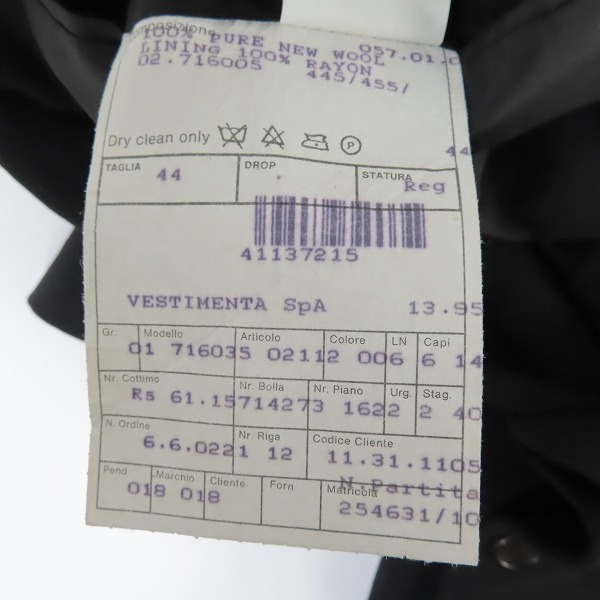 Composizione
100% PURE NEW WOOL 057.01.0
LINING 100% RAYON
02.716005 445/455/
Dry clean only P
44
TAGLIA 44 DROP STATURA Reg
41137215
VESTIMENTA SpA 13.95
Gr. Modello Articolo Colore LN Capi
01 716035 02112 006 6 14
Nr. Cottimo Nr. Bolla Nr. Piano Urg. Stag.
Rs 61.15714273 1622 2 40
N. Ordine Nr. Riga Codice Cliente
6.6.0221 12 11.31.1105
Pend Marchio Cliente Forn Matricola N.Partita
018 018 254631/10